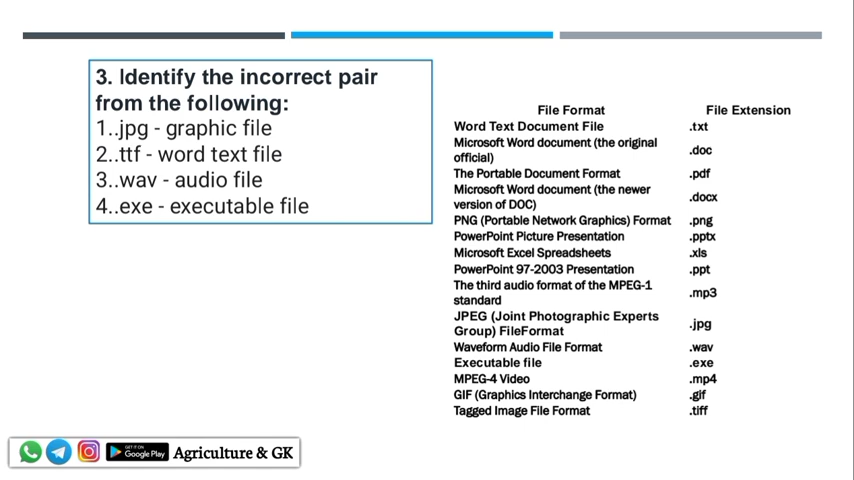 3. Identify the incorrect pair
from the following:
1..jpg - graphic file
2..ttf - word text file
3..wav - audio file
4..exe - executable file
File Format File Extension
Word Text Document File .txt
Microsoft Word document (the original
official) .doc
The Portable Document Format .pdf
Microsoft Word document (the newer
version of DOC) .docx
PNG (Portable Network Graphics) Format .png
PowerPoint Picture Presentation .pptx
Microsoft Excel Spreadsheets .xls
PowerPoint 97-2003 Presentation .ppt
The third audio format of the MPEG-1
standard .mp3
JPEG (Joint Photographic Experts
Group) FileFormat .jpg
Waveform Audio File Format .wav
Executable file .exe
MPEG-4 Video .mp4
GIF (Graphics Interchange Format) .gif
Tagged Image File Format .tiff
GET IT ON
Google Play
Agriculture & GK